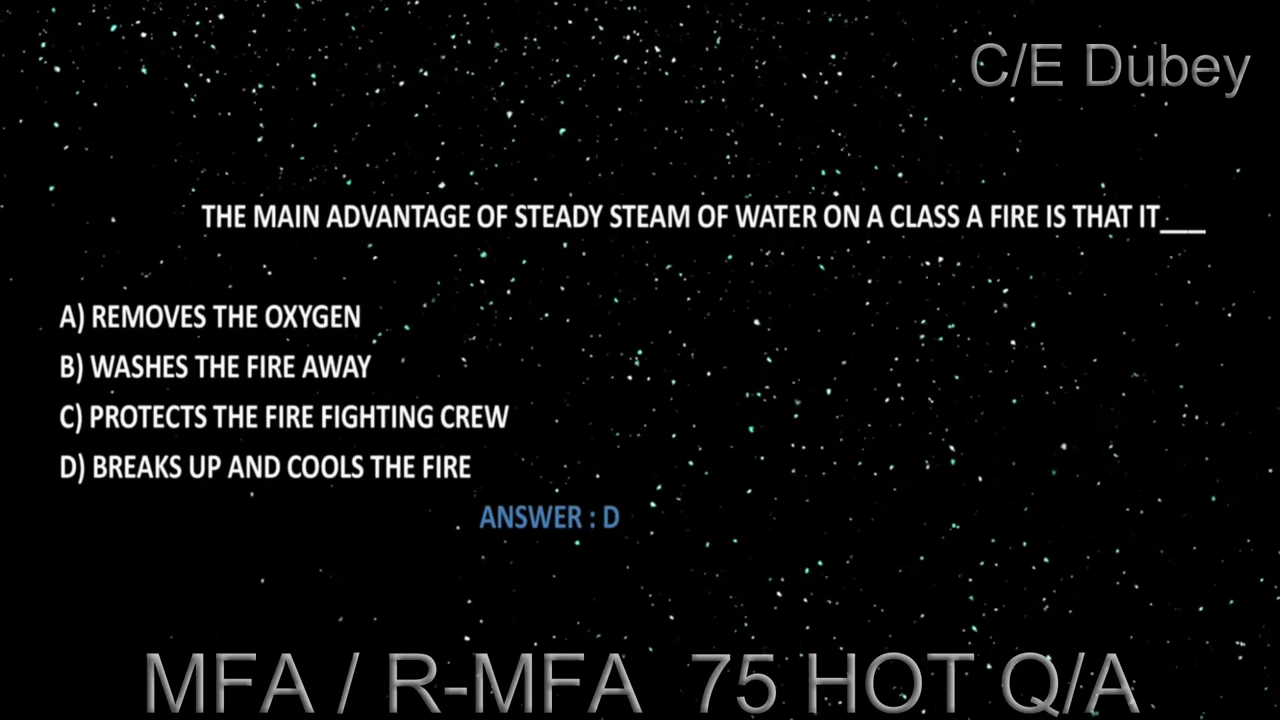 C/E Dubey
THE MAIN ADVANTAGE OF STEADY STEAM OF WATER ON A CLASS A FIRE IS THAT IT___
A) REMOVES THE OXYGEN
B) WASHES THE FIRE AWAY
C) PROTECTS THE FIRE FIGHTING CREW
D) BREAKS UP AND COOLS THE FIRE
ANSWER : D
MFA / R-MFA 75 HOT Q/A